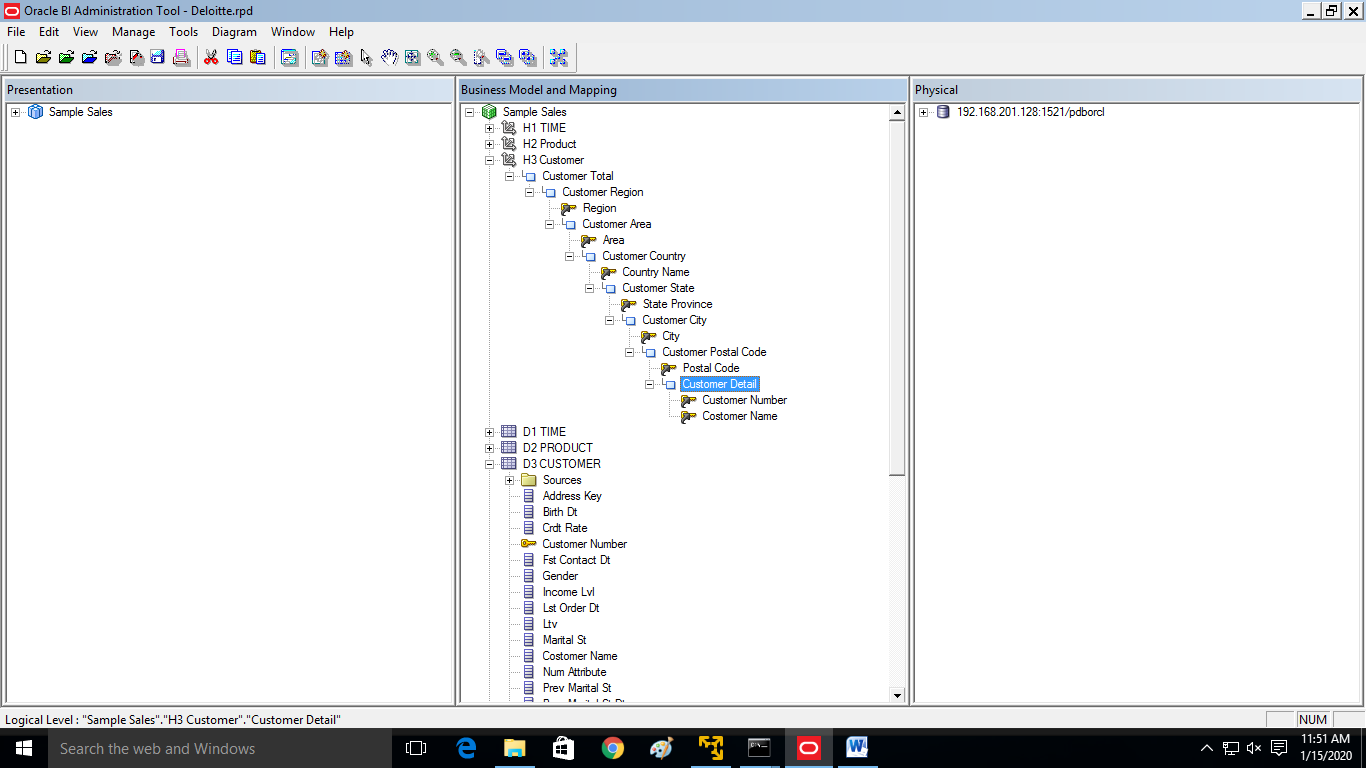 Oracle BI Administration Tool - Deloitte.rpd
File Edit View Manage Tools Diagram Window Help
Presentation
Sample Sales
Business Model and Mapping
Sample Sales
H1 TIME
H2 Product
H3 Customer
Customer Total
Customer Region
Region
Customer Area
Area
Customer Country
Country Name
Customer State
State Province
Customer City
City
Customer Postal Code
Postal Code
Customer Detail
Customer Number
Costomer Name
D1 TIME
D2 PRODUCT
D3 CUSTOMER
Sources
Address Key
Birth Dt
Crdt Rate
Customer Number
Fst Contact Dt
Gender
Income Lvl
Lst Order Dt
Ltv
Marital St
Costomer Name
Num Attribute
Prev Marital St
Physical
192.168.201.128:1521/pdborcl
Logical Level : "Sample Sales"."H3 Customer"."Customer Detail"
NUM
Search the web and Windows
11:51 AM
1/15/2020